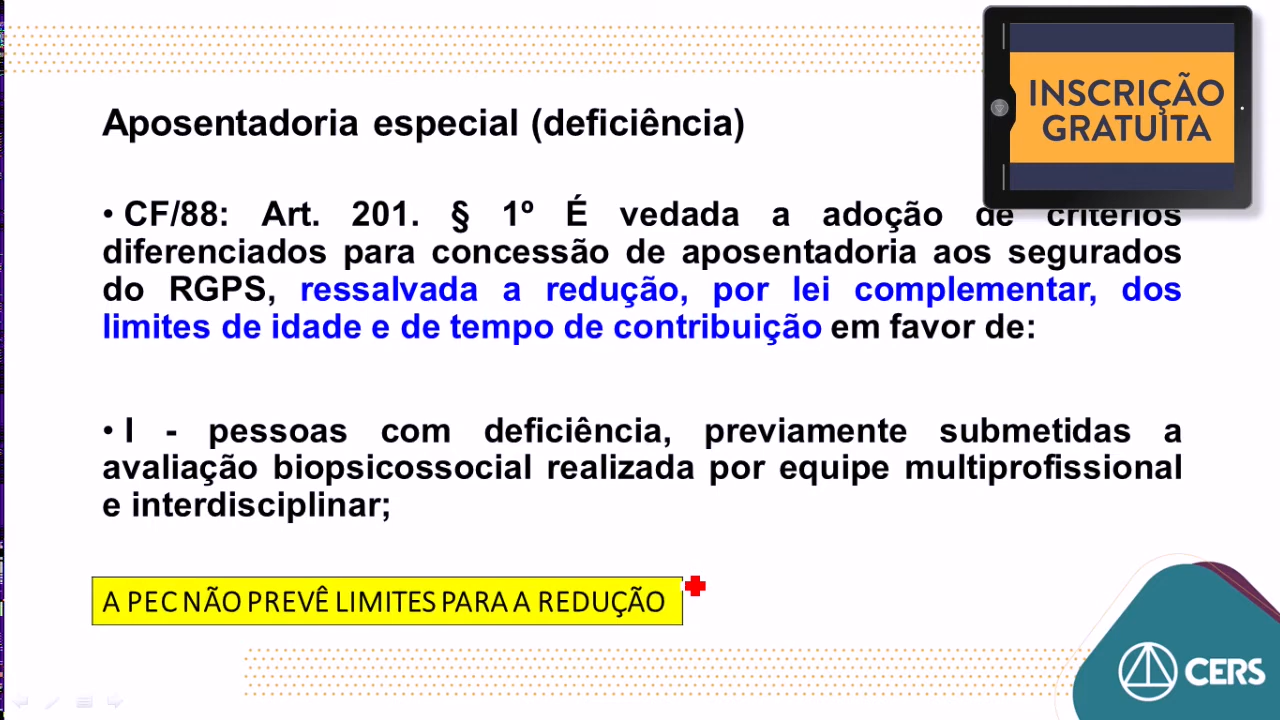 INSCRIÇÃO
GRATUITA
Aposentadoria especial (deficiência)
• CF/88: Art. 201. § 1º É vedada a adoção de critérios
diferenciados para concessão de aposentadoria aos segurados
do RGPS, ressalvada a redução, por lei complementar, dos
limites de idade e de tempo de contribuição em favor de:
• I - pessoas com deficiência, previamente submetidas a
avaliação biopsicossocial realizada por equipe multiprofissional
e interdisciplinar;
A PEC NÃO PREVÊ LIMITES PARA A REDUÇÃO
CERS